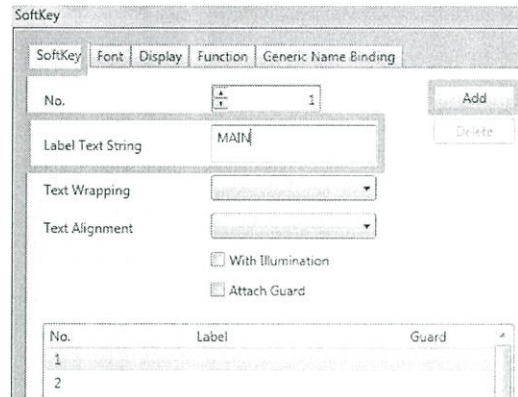 SoftKey
SoftKey Font Display Function Generic Name Binding
No. 1 Add
Delete
Label Text String MAIN
Text Wrapping
Text Alignment
With Illumination
Attach Guard
No. Label Guard
1
2